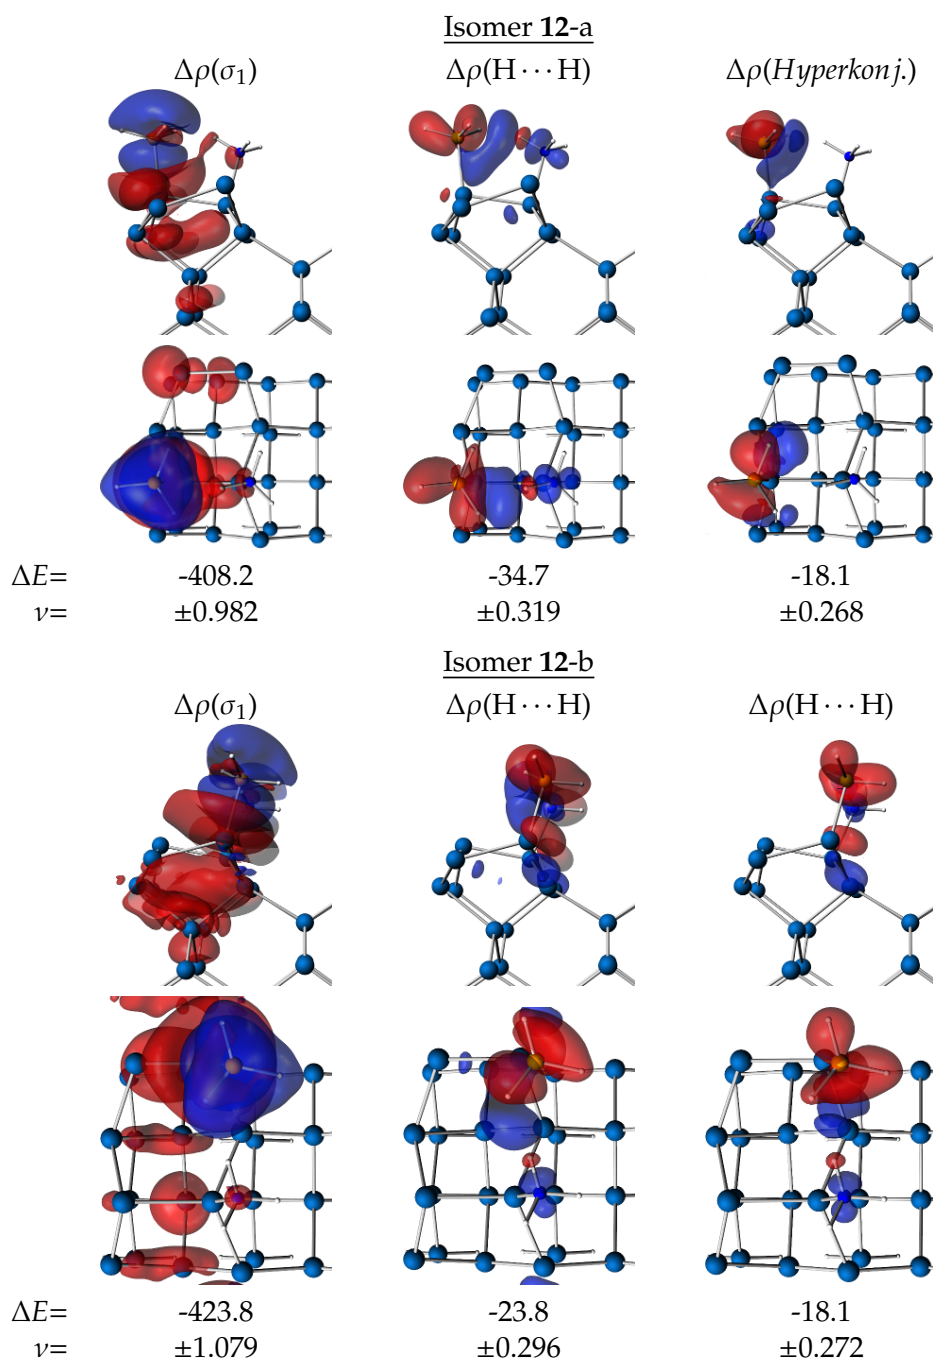 Isomer 12-a
Δρ(σ₁) Δρ(H···H) Δρ(Hyperkonj.)
ΔE= -408.2 -34.7 -18.1
ν= ±0.982 ±0.319 ±0.268
Isomer 12-b
Δρ(σ₁) Δρ(H···H) Δρ(H···H)
ΔE= -423.8 -23.8 -18.1
ν= ±1.079 ±0.296 ±0.272